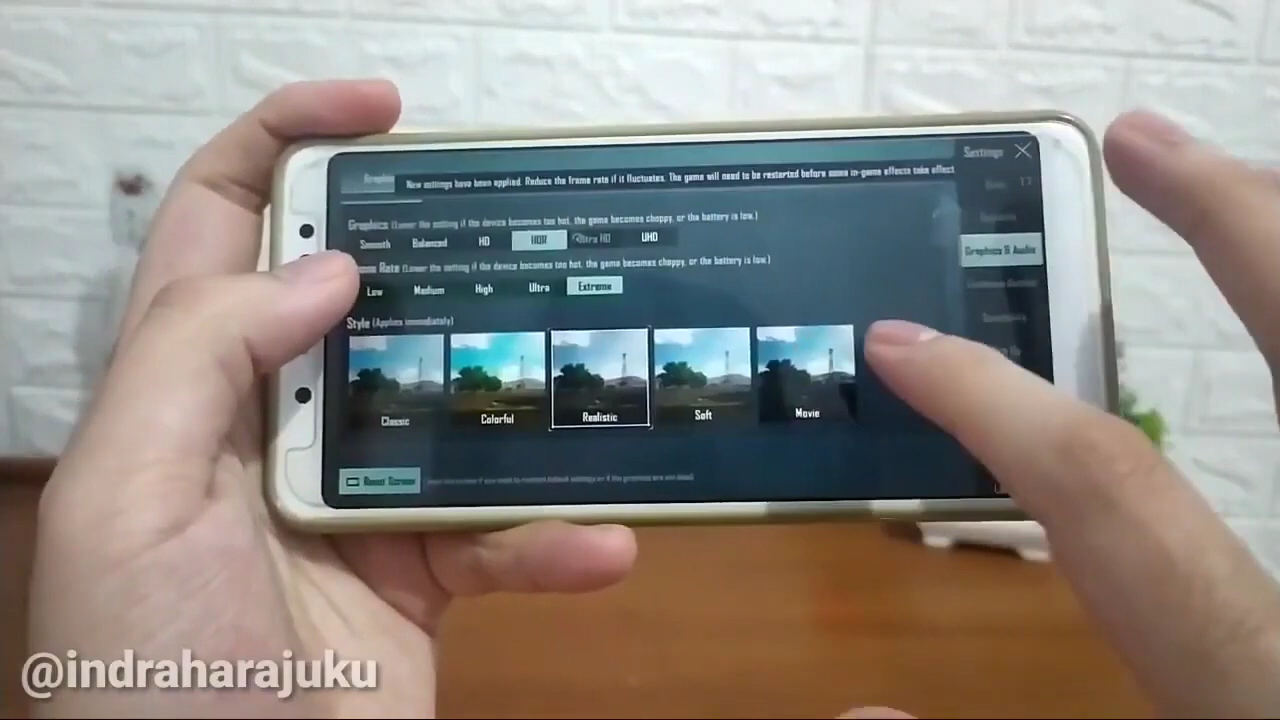 Settings
New settings have been applied. Reduce the frame rate if it fluctuates. The game will need to be restarted before some in-game effects take effect
Graphics (Lower the setting if the device becomes too hot, the game becomes choppy, or the battery is low.)
Smooth Balanced HD HDR Ultra HD UHD
Rate (Lower the setting if the device becomes too hot, the game becomes choppy, or the battery is low.)
Low Medium High Ultra Extreme
Graphics & Audio
Style (Applies immediately)
Classic Colorful Realistic Soft Movie
Reset Screen
@indraharajuku